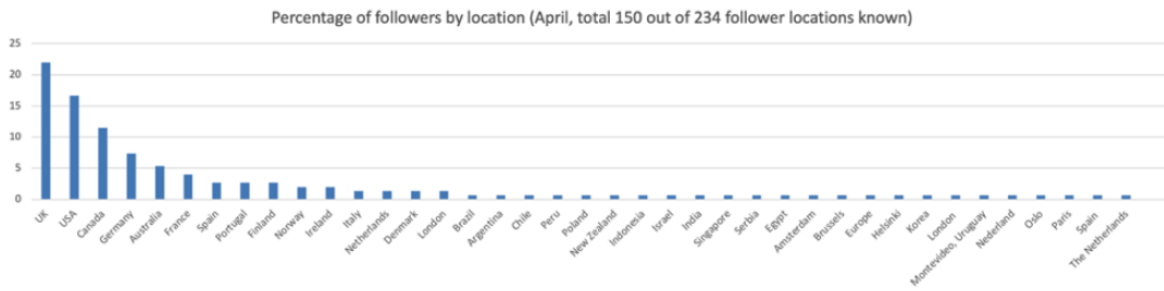 Percentage of followers by location (April, total 150 out of 234 follower locations known)
25
20
15
10
5
0
UK
USA
Canada
Germany
Australia
France
Spain
Portugal
Finland
Norway
Ireland
Italy
Netherlands
Denmark
London
Brazil
Argentina
Chile
Peru
Poland
New Zealand
Indonesia
Israel
India
Singapore
Serbia
Egypt
Amsterdam
Brussels
Europe
Helsinki
Korea
London
Montevideo, Uruguay
Nederland
Oslo
Paris
Spain
The Netherlands